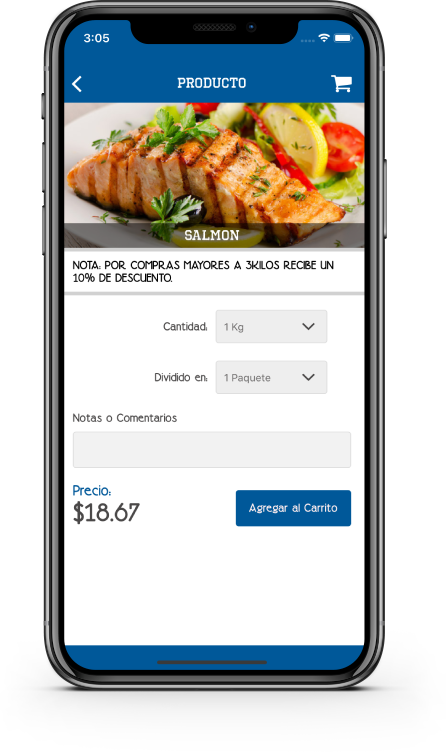 3:05
PRODUCTO
SALMON
NOTA: POR COMPRAS MAYORES A 3KILOS RECIBE UN
10% DE DESCUENTO.
Cantidad:
1 Kg
Dividido en:
1 Paquete
Notas o Comentarios
Precio:
$18.67
Agregar al Carrito